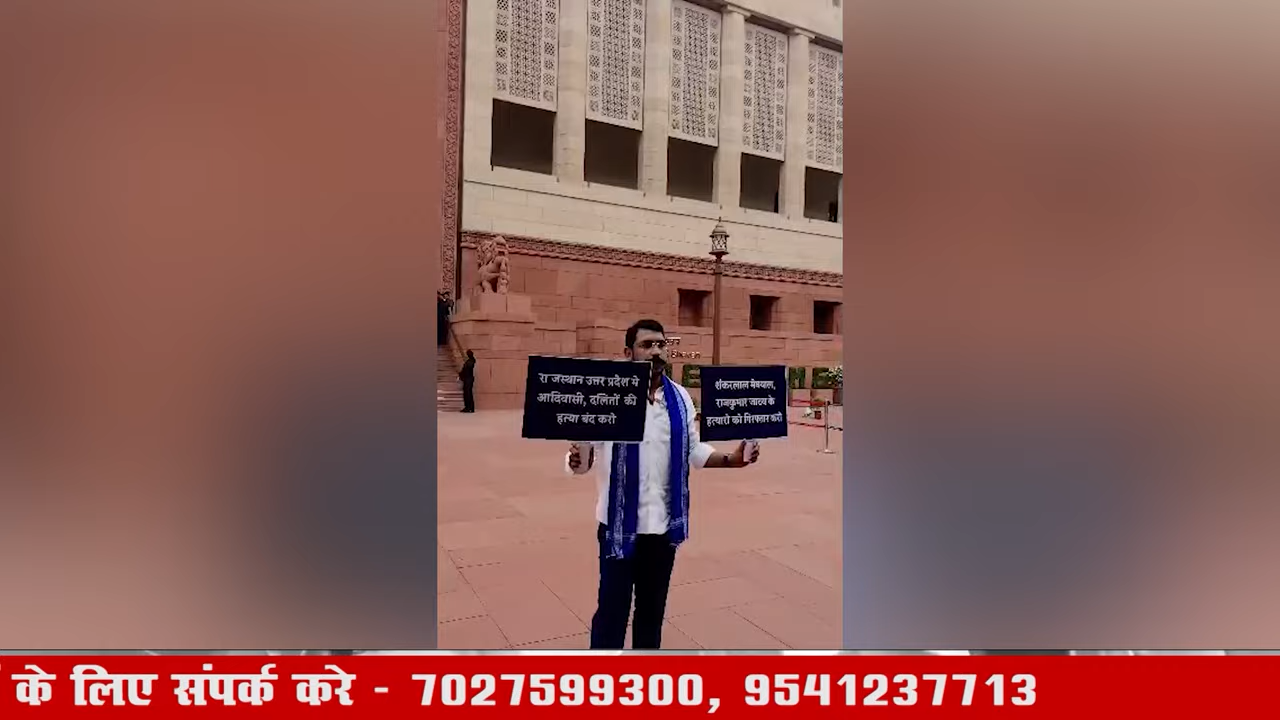 राजस्थान उत्तर प्रदेश मे
आदिवासी, दलितों की
हत्या बंद करो
शंकरलाल मेघवाल,
राजकुमार जाटव के
हत्यारो को गिरफ्तार करो
के लिए संपर्क करे - 7027599300, 9541237713